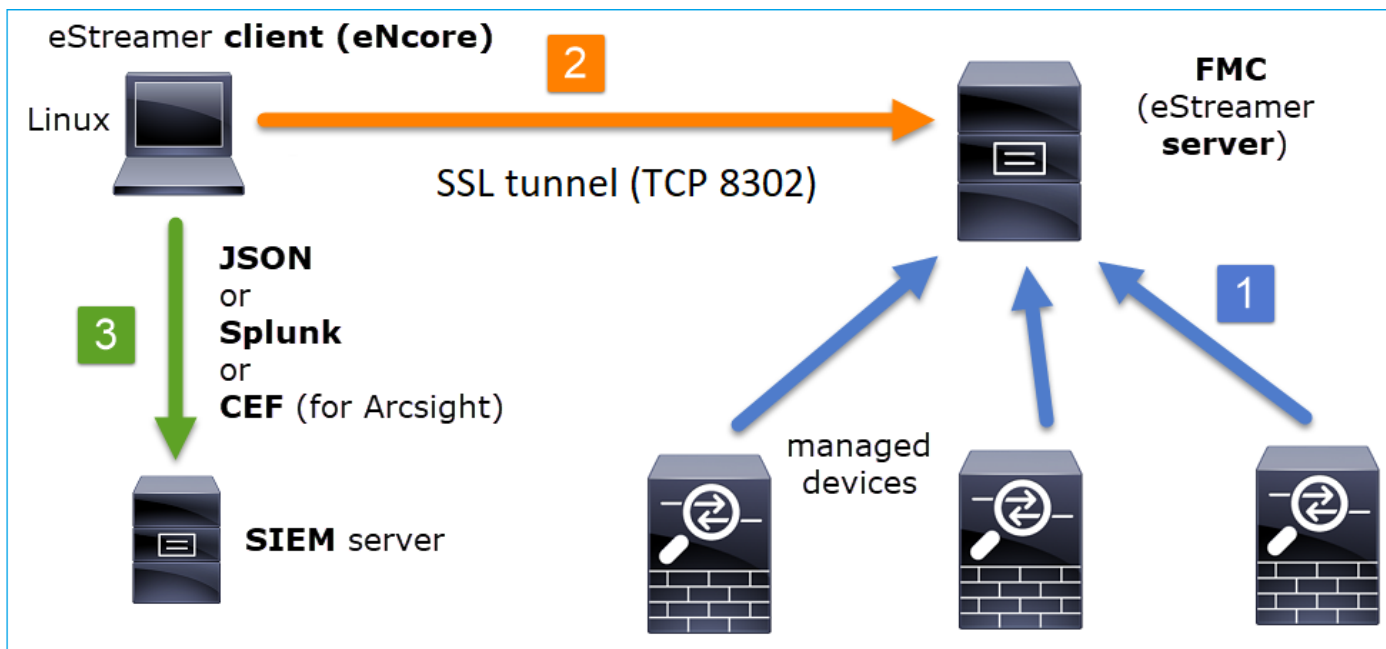 eStreamer client (eNcore)
2
FMC
(eStreamer
server)
Linux
SSL tunnel (TCP 8302)
JSON
or
Splunk
or
CEF (for Arcsight)
3
1
managed
devices
SIEM server